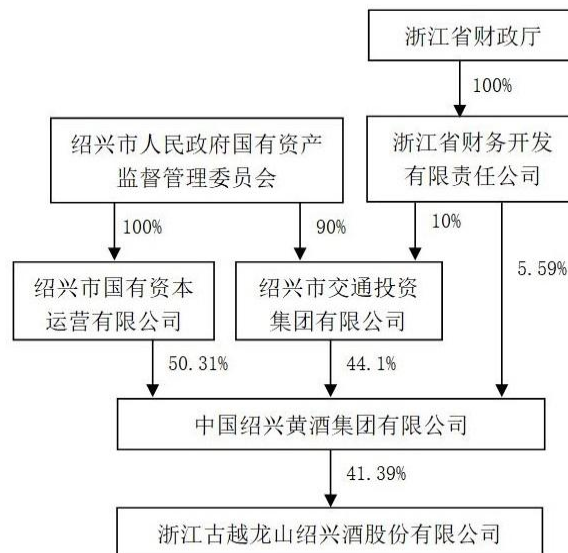 浙江省财政厅
100%
绍兴市人民政府国有资产
监督管理委员会
浙江省财务开发
有限责任公司
100%
90%
10%
5.59%
绍兴市国有资本
运营有限公司
绍兴市交通投资
集团有限公司
50.31%
44.1%
中国绍兴黄酒集团有限公司
41.39%
浙江古越龙山绍兴酒股份有限公司